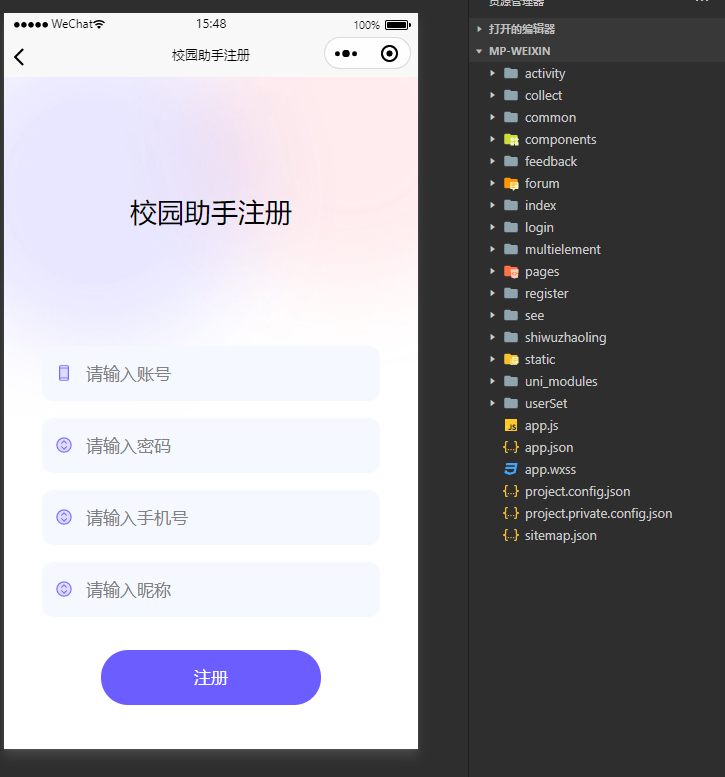 WeChat
15:48
100%
校园助手注册
校园助手注册
请输入账号
请输入密码
请输入手机号
请输入昵称
注册
资源管理器
打开的编辑器
MP-WEIXIN
activity
collect
common
components
feedback
forum
index
login
multielement
pages
register
see
shiwuzhaoling
static
uni_modules
userSet
JS
app.js
app.json
app.wxss
project.config.json
project.private.config.json
sitemap.json